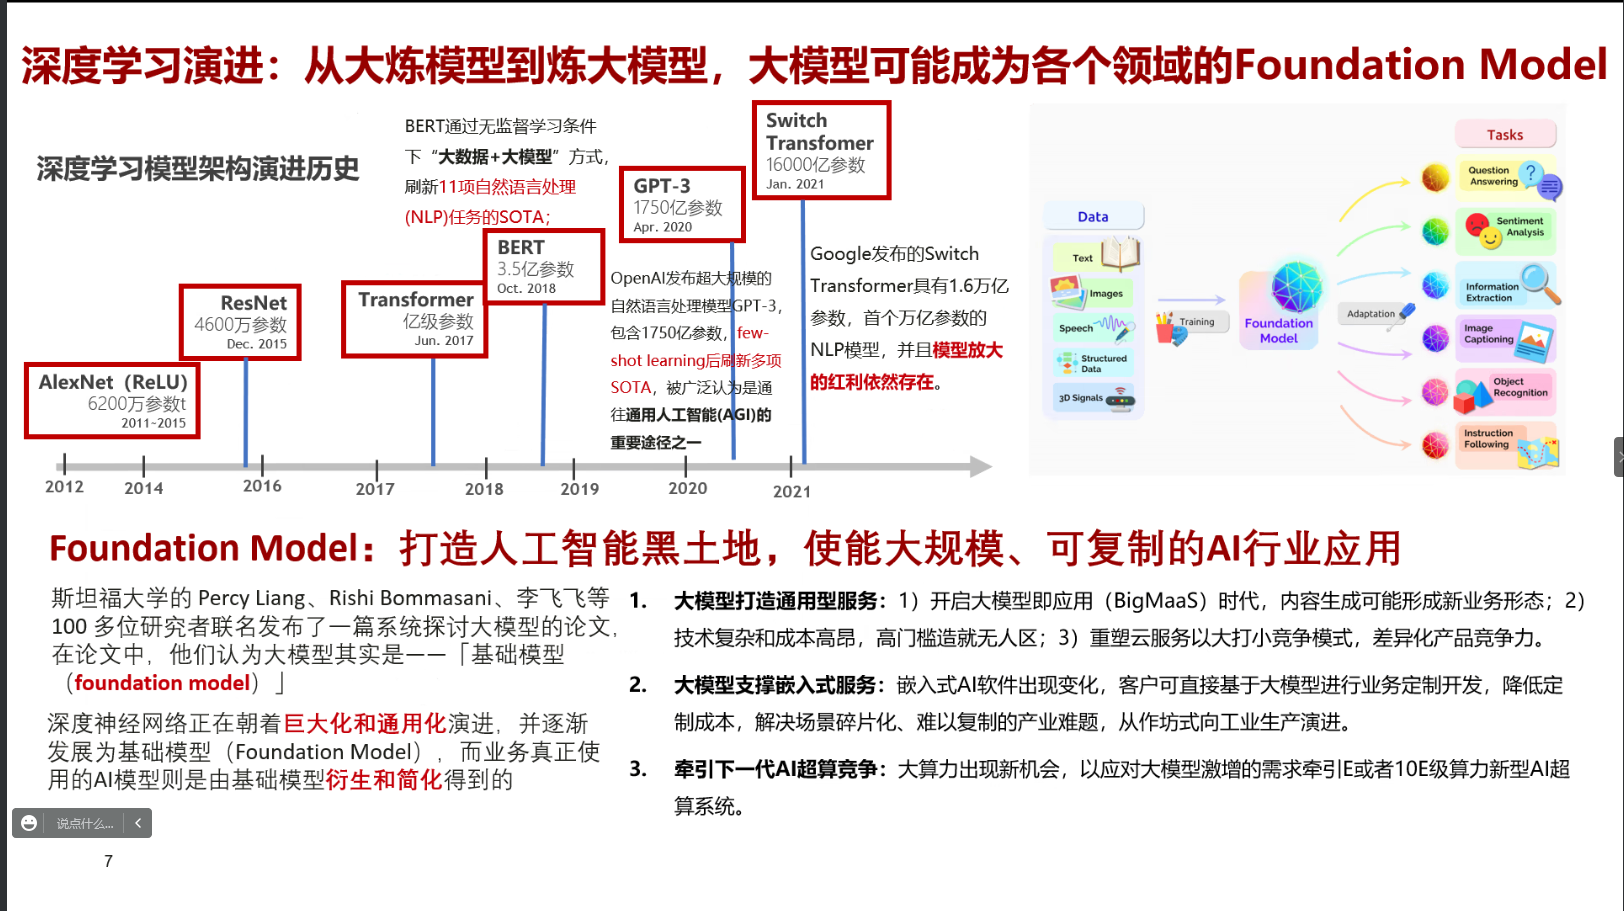 深度学习演进：从大炼模型到炼大模型，大模型可能成为各个领域的Foundation Model
深度学习模型架构演进历史
AlexNet（ReLU）
6200万参数t
2011~2015
ResNet
4600万参数
Dec. 2015
Transformer
亿级参数
Jun. 2017
BERT通过无监督学习条件
下“大数据+大模型”方式，
刷新11项自然语言处理
(NLP)任务的SOTA；
BERT
3.5亿参数
Oct. 2018
GPT-3
1750亿参数
Apr. 2020
OpenAI发布超大规模的
自然语言处理模型GPT-3，
包含1750亿参数，few-
shot learning后刷新多项
SOTA，被广泛认为是通
往通用人工智能(AGI)的
重要途径之一
Switch
Transfomer
16000亿参数
Jan. 2021
Google发布的Switch
Transformer具有1.6万亿
参数，首个万亿参数的
NLP模型，并且模型放大
的红利依然存在。
2012
2014
2016
2017
2018
2019
2020
2021
Data
Text
Images
Speech
Structured
Data
3D Signals
Training
Foundation
Model
Adaptation
Tasks
Question
Answering
Sentiment
Analysis
Information
Extraction
Image
Captioning
Object
Recognition
Instruction
Following
Foundation Model：打造人工智能黑土地，使能大规模、可复制的AI行业应用
斯坦福大学的 Percy Liang、Rishi Bommasani、李飞飞等
100 多位研究者联名发布了一篇系统探讨大模型的论文，
在论文中，他们认为大模型其实是——「基础模型
（foundation model）」
深度神经网络正在朝着巨大化和通用化演进，并逐渐
发展为基础模型（Foundation Model），而业务真正使
用的AI模型则是由基础模型衍生和简化得到的
1. 大模型打造通用型服务：1）开启大模型即应用（BigMaaS）时代，内容生成可能形成新业务形态；2）
技术复杂和成本高昂，高门槛造就无人区；3）重塑云服务以大打小竞争模式，差异化产品竞争力。
2. 大模型支撑嵌入式服务：嵌入式AI软件出现变化，客户可直接基于大模型进行业务定制开发，降低定
制成本，解决场景碎片化、难以复制的产业难题，从作坊式向工业生产演进。
3. 牵引下一代AI超算竞争：大算力出现新机会，以应对大模型激增的需求牵引E或者10E级算力新型AI超
算系统。
说点什么...
7